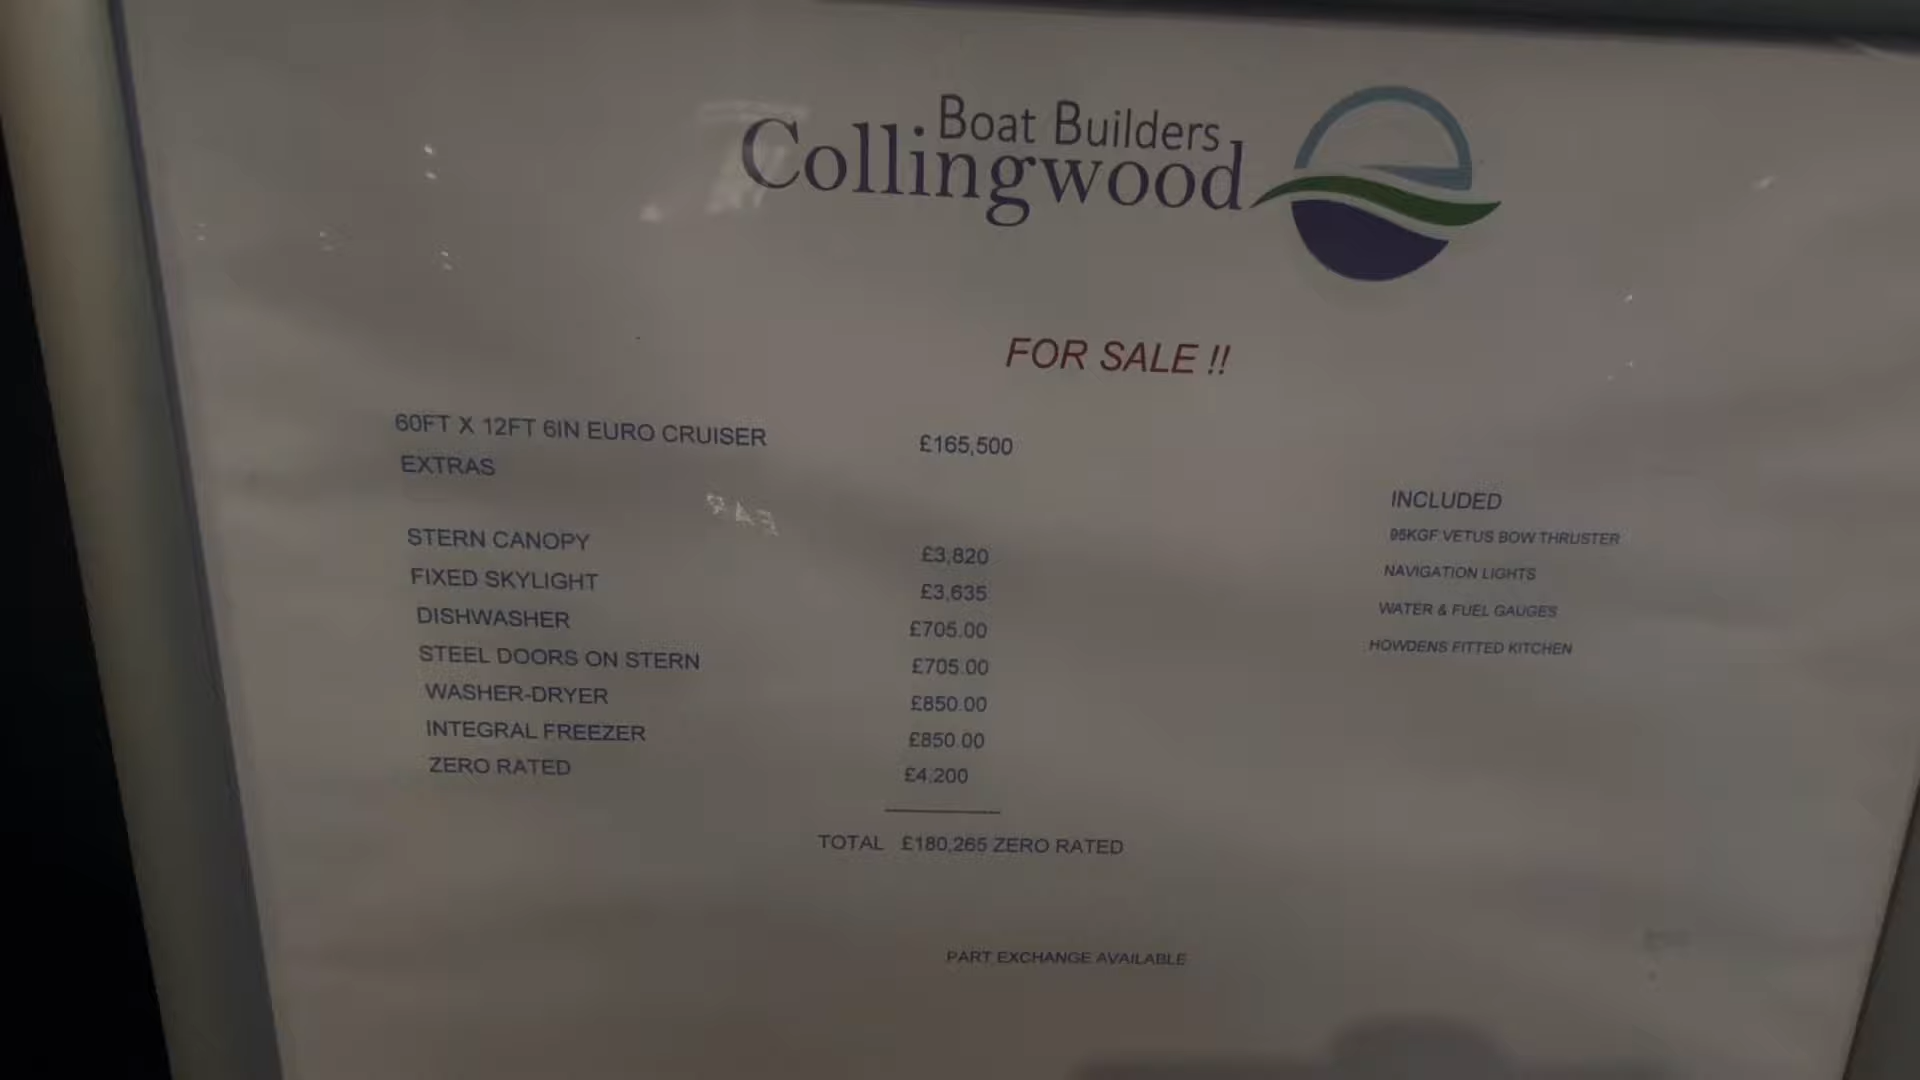 Boat Builders
Collingwood
FOR SALE !!
60FT X 12FT 6IN EURO CRUISER £165,500
EXTRAS
STERN CANOPY £3,820
FIXED SKYLIGHT £3,635
DISHWASHER £705.00
STEEL DOORS ON STERN £705.00
WASHER-DRYER £850.00
INTEGRAL FREEZER £850.00
ZERO RATED £4.200
TOTAL £180,265 ZERO RATED
INCLUDED
95KGF VETUS BOW THRUSTER
NAVIGATION LIGHTS
WATER & FUEL GAUGES
HOWDENS FITTED KITCHEN
PART EXCHANGE AVAILABLE